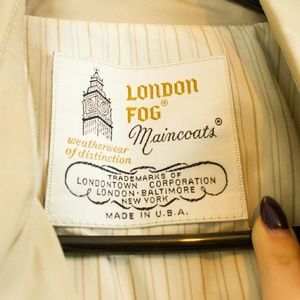 LONDON
FOG®
Maincoats®
weatherwear
of distinction
TRADEMARKS OF
LONDONTOWN CORPORATION
LONDON · BALTIMORE
NEW YORK
MADE IN U.S.A.